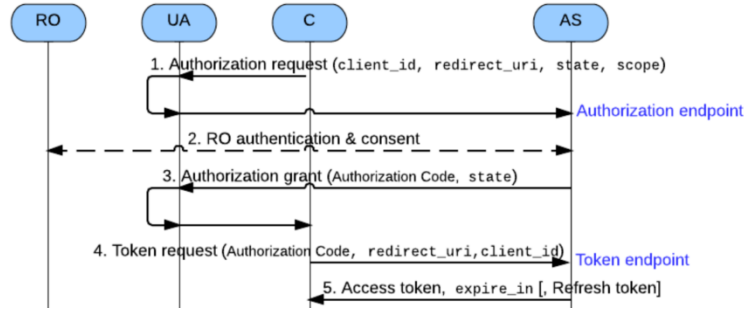 RO UA C AS
1. Authorization request (client_id, redirect_uri, state, scope)
Authorization endpoint
2. RO authentication & consent
3. Authorization grant (Authorization Code, state)
4. Token request (Authorization Code, redirect_uri,client_id)
Token endpoint
5. Access token, expire_in [, Refresh token]